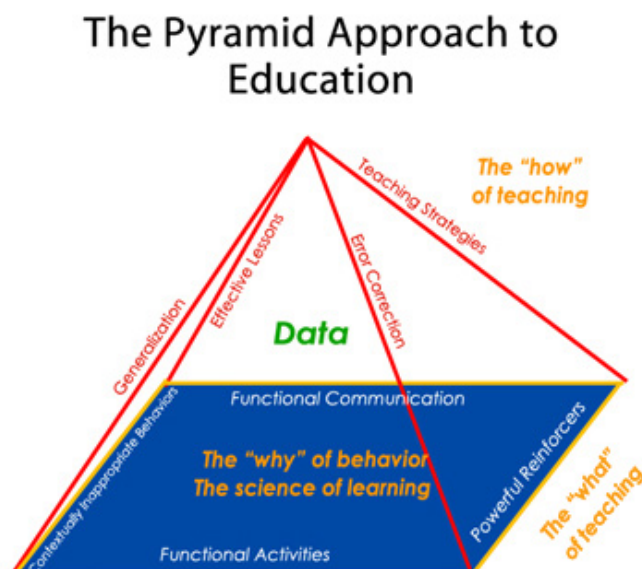 The Pyramid Approach to
Education
The "how"
of teaching
Teaching Strategies
Error Correction
Effective Lessons
Generalization
Data
Functional Communication
Contextually Inappropriate Behaviors
The "why" of behavior
The science of learning
Powerful Reinforcers
The "what"
of teaching
Functional Activities